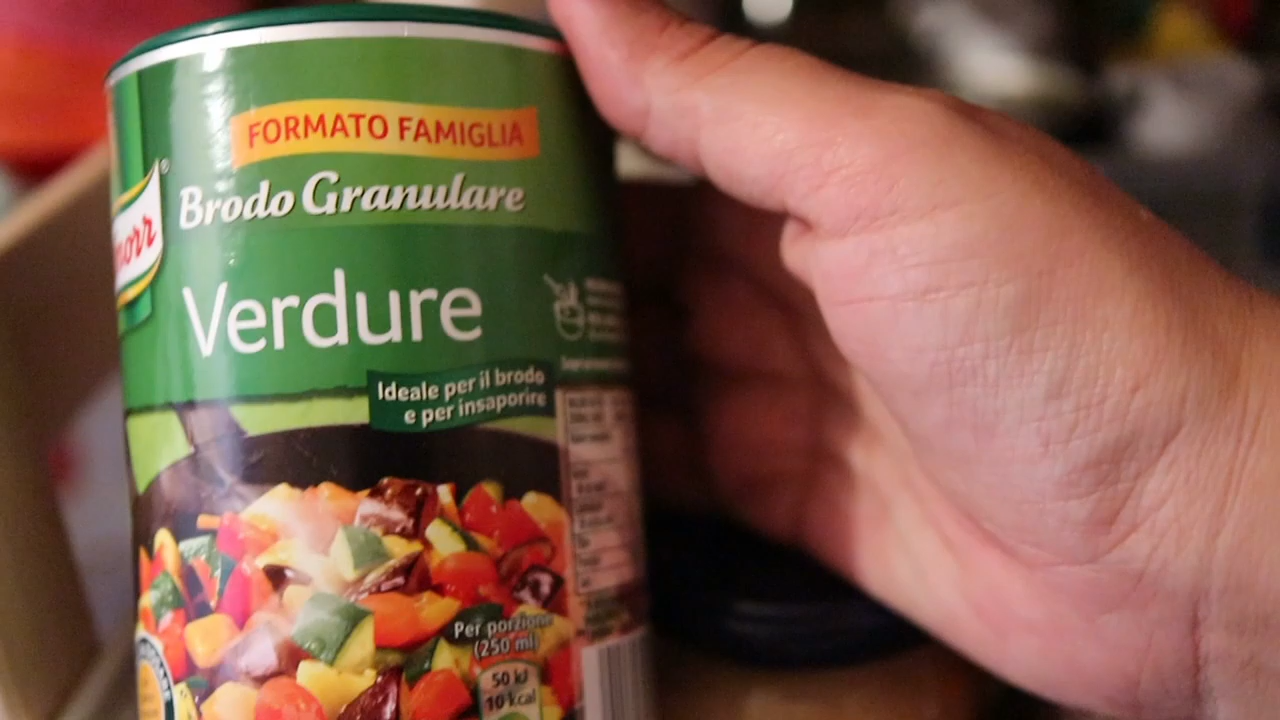 FORMATO FAMIGLIA
Brodo Granulare
norr
®
Verdure
Ideale per il brodo
e per insaporire
Per porzione
(250 ml)
50 kJ
10 kcal